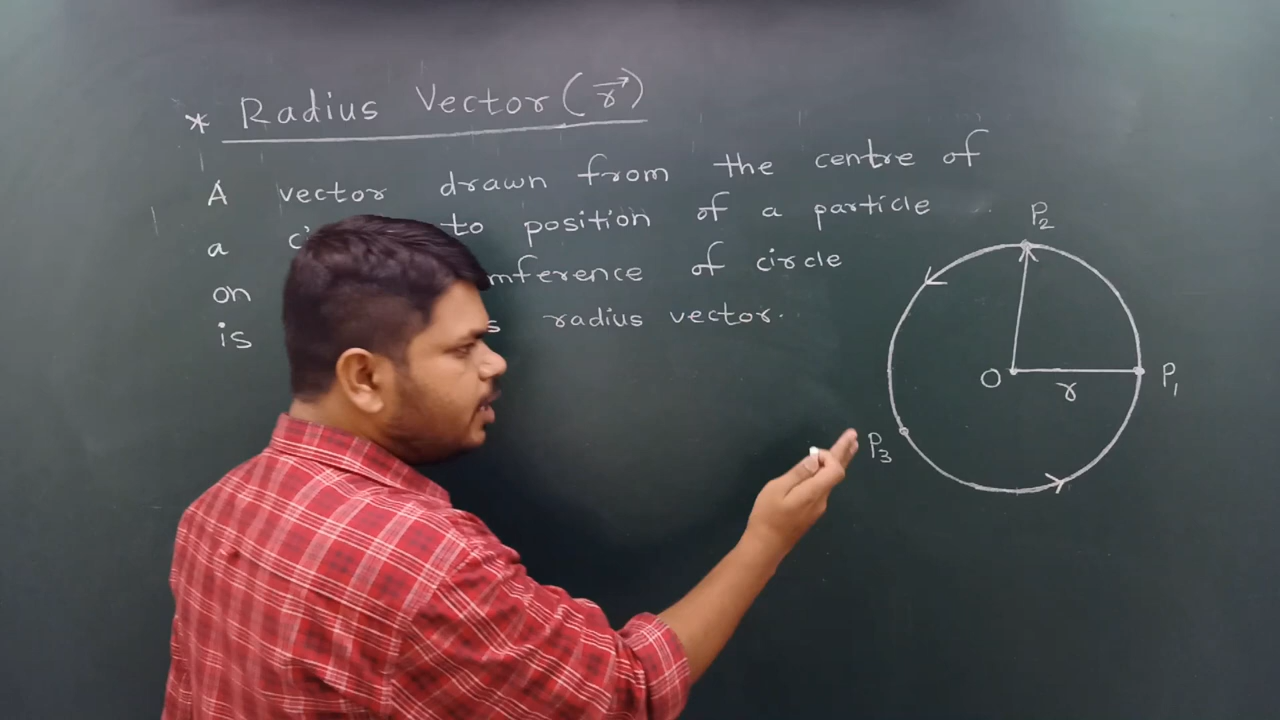 * Radius Vector (r⃗)
A vector drawn from the centre of
a to position of a particle
on mference of circle
is s radius vector.
P2
O r P1
P3